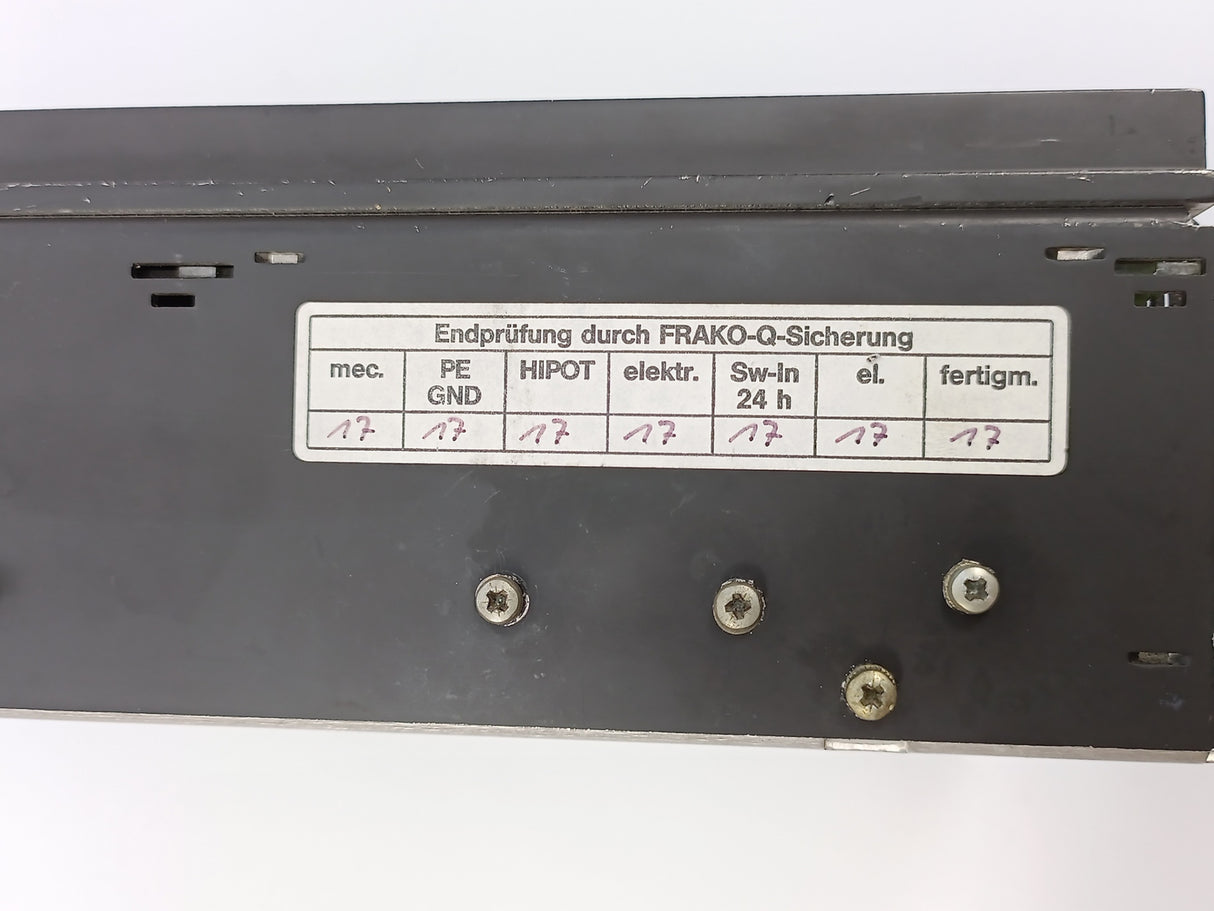 Endprüfung durch FRAKO-Q-Sicherung
mec. PE GND HIPOT elektr. Sw-In 24 h el. fertigm.
17 17 17 17 17 17 17